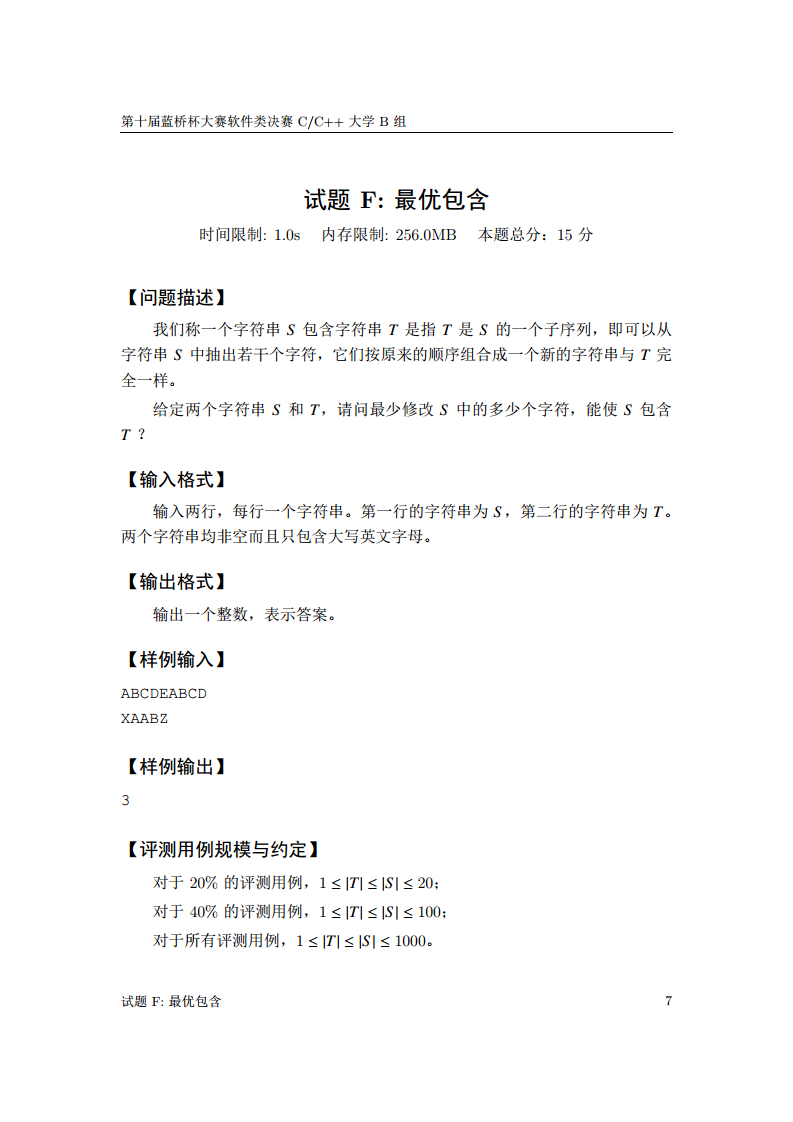 第十届蓝桥杯大赛软件类决赛 C/C++ 大学 B 组
试题 F: 最优包含
时间限制: 1.0s 内存限制: 256.0MB 本题总分：15 分
【问题描述】
我们称一个字符串 S 包含字符串 T 是指 T 是 S 的一个子序列，即可以从
字符串 S 中抽出若干个字符，它们按原来的顺序组合成一个新的字符串与 T 完
全一样。
给定两个字符串 S 和 T，请问最少修改 S 中的多少个字符，能使 S 包含
T ？
【输入格式】
输入两行，每行一个字符串。第一行的字符串为 S，第二行的字符串为 T。
两个字符串均非空而且只包含大写英文字母。
【输出格式】
输出一个整数，表示答案。
【样例输入】
ABCDEABCD
XAABZ
【样例输出】
3
【评测用例规模与约定】
对于 20% 的评测用例，1 ≤ |T| ≤ |S| ≤ 20；
对于 40% 的评测用例，1 ≤ |T| ≤ |S| ≤ 100；
对于所有评测用例，1 ≤ |T| ≤ |S| ≤ 1000。
试题 F: 最优包含 7